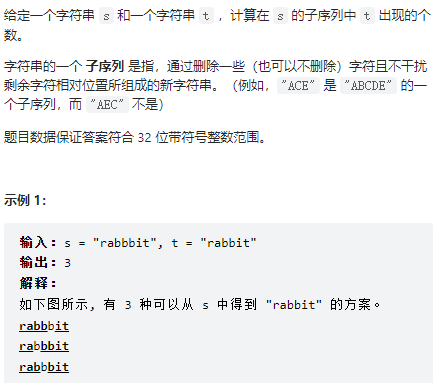 给定一个字符串 s 和一个字符串 t ，计算在 s 的子序列中 t 出现的个
数。
字符串的一个 子序列 是指，通过删除一些（也可以不删除）字符且不干扰
剩余字符相对位置所组成的新字符串。（例如，"ACE" 是 "ABCDE" 的一
个子序列，而 "AEC" 不是）
题目数据保证答案符合 32 位带符号整数范围。
示例 1：
输入：s = "rabbbit", t = "rabbit"
输出：3
解释：
如下图所示, 有 3 种可以从 s 中得到 "rabbit" 的方案。
rabbbit
rabbbit
rabbbit